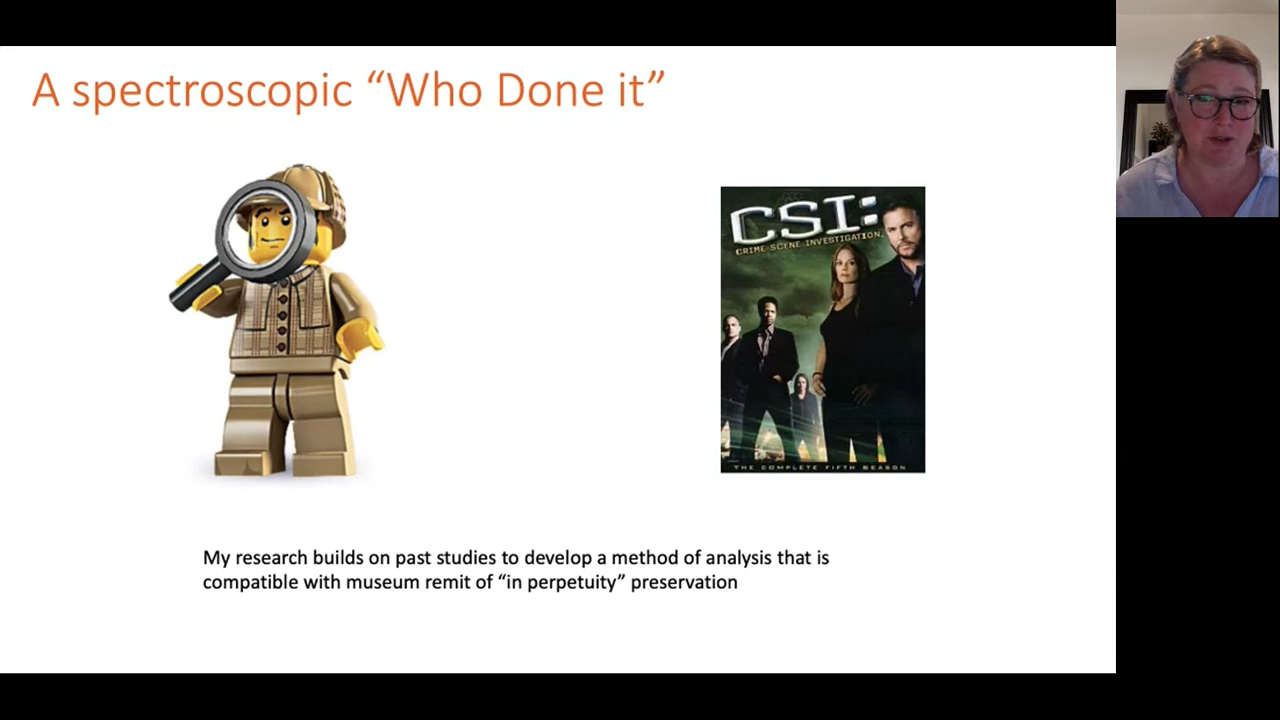 A spectroscopic “Who Done it”
CSI:
CRIME SCENE INVESTIGATION.
THE COMPLETE FIFTH SEASON
My research builds on past studies to develop a method of analysis that is
compatible with museum remit of “in perpetuity” preservation